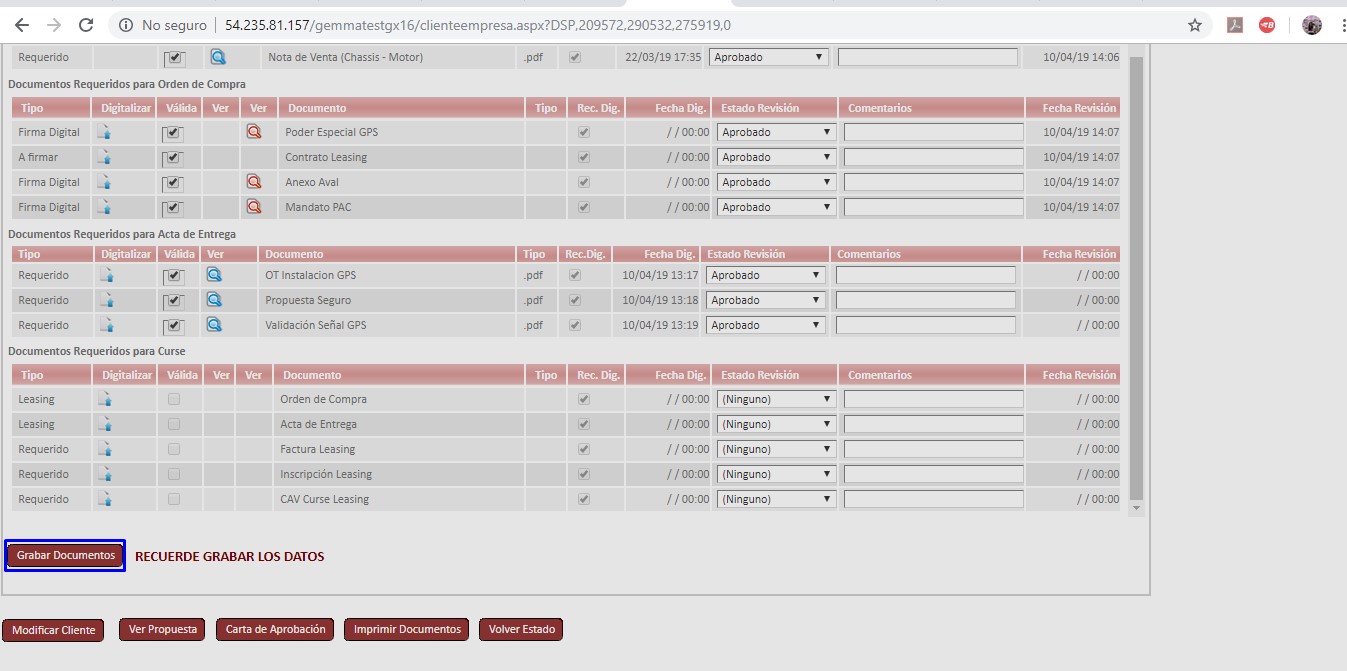 No seguro | 54.235.81.157/gemmatestgx16/clienteempresa.aspx?DSP,209572,290532,275919,0
Requerido Nota de Venta (Chassis - Motor) .pdf 22/03/19 17:35 Aprobado 10/04/19 14:06
Documentos Requeridos para Orden de Compra
Tipo Digitalizar Válida Ver Ver Documento Tipo Rec. Dig. Fecha Dig. Estado Revisión Comentarios Fecha Revisión
Firma Digital Poder Especial GPS / / 00:00 Aprobado 10/04/19 14:07
A firmar Contrato Leasing / / 00:00 Aprobado 10/04/19 14:07
Firma Digital Anexo Aval / / 00:00 Aprobado 10/04/19 14:07
Firma Digital Mandato PAC / / 00:00 Aprobado 10/04/19 14:07
Documentos Requeridos para Acta de Entrega
Tipo Digitalizar Válida Ver Documento Tipo Rec.Dig. Fecha Dig. Estado Revisión Comentarios Fecha Revisión
Requerido OT Instalacion GPS .pdf 10/04/19 13:17 Aprobado / / 00:00
Requerido Propuesta Seguro .pdf 10/04/19 13:18 Aprobado / / 00:00
Requerido Validación Señal GPS .pdf 10/04/19 13:19 Aprobado / / 00:00
Documentos Requeridos para Curse
Tipo Digitalizar Válida Ver Ver Documento Tipo Rec. Dig. Fecha Dig. Estado Revisión Comentarios Fecha Revisión
Leasing Orden de Compra / / 00:00 (Ninguno) / / 00:00
Leasing Acta de Entrega / / 00:00 (Ninguno) / / 00:00
Requerido Factura Leasing / / 00:00 (Ninguno) / / 00:00
Requerido Inscripción Leasing / / 00:00 (Ninguno) / / 00:00
Requerido CAV Curse Leasing / / 00:00 (Ninguno) / / 00:00
Grabar Documentos RECUERDE GRABAR LOS DATOS
Modificar Cliente Ver Propuesta Carta de Aprobación Imprimir Documentos Volver Estado